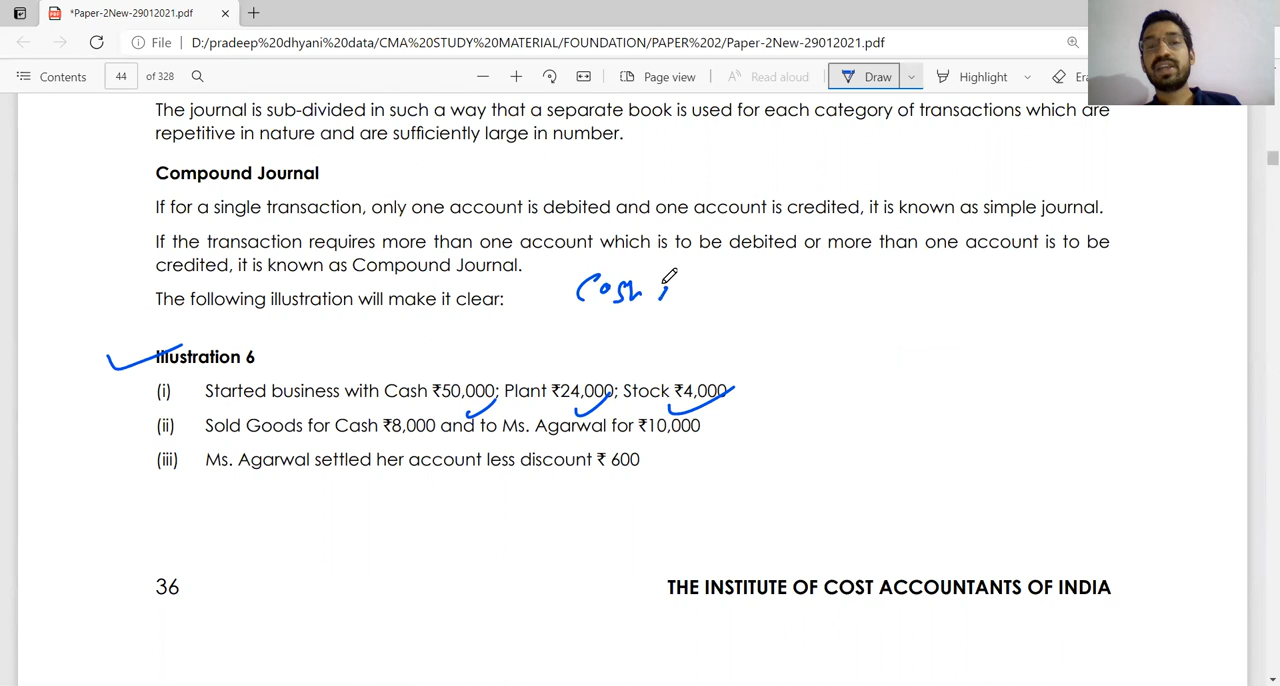 *Paper-2New-29012021.pdf
File | D:/pradeep%20dhyani%20data/CMA%20STUDY%20MATERIAL/FOUNDATION/PAPER%202/Paper-2New-29012021.pdf
Contents 44 of 328 Page view Read aloud Draw Highlight Era
The journal is sub-divided in such a way that a separate book is used for each category of transactions which are
repetitive in nature and are sufficiently large in number.
Compound Journal
If for a single transaction, only one account is debited and one account is credited, it is known as simple journal.
If the transaction requires more than one account which is to be debited or more than one account is to be
credited, it is known as Compound Journal.
Cash
The following illustration will make it clear:
Illustration 6
(i) Started business with Cash ₹50,000; Plant ₹24,000; Stock ₹4,000
(ii) Sold Goods for Cash ₹8,000 and to Ms. Agarwal for ₹10,000
(iii) Ms. Agarwal settled her account less discount ₹ 600
36 THE INSTITUTE OF COST ACCOUNTANTS OF INDIA